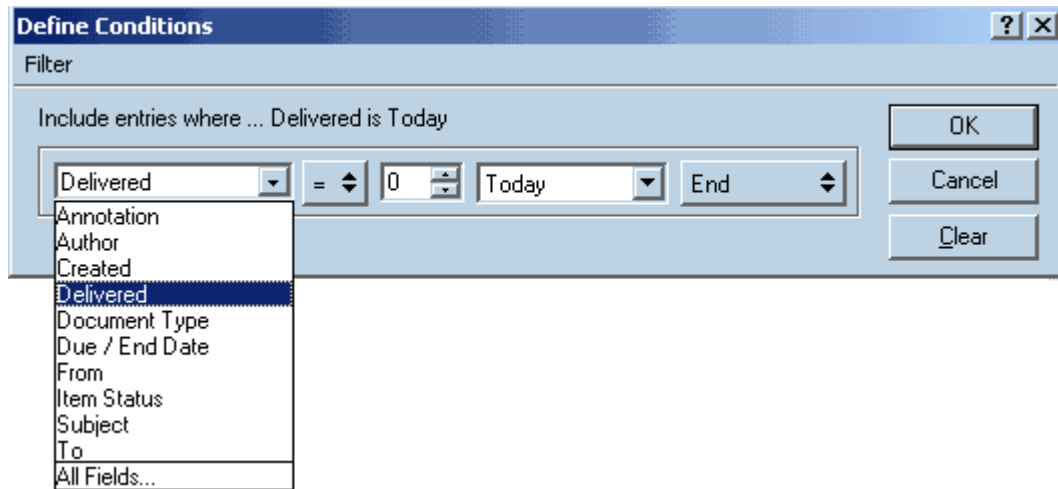 Define Conditions
Filter
Include entries where ... Delivered is Today
OK
Delivered = 0 Today End
Cancel
Clear
Annotation
Author
Created
Delivered
Document Type
Due / End Date
From
Item Status
Subject
To
All Fields...